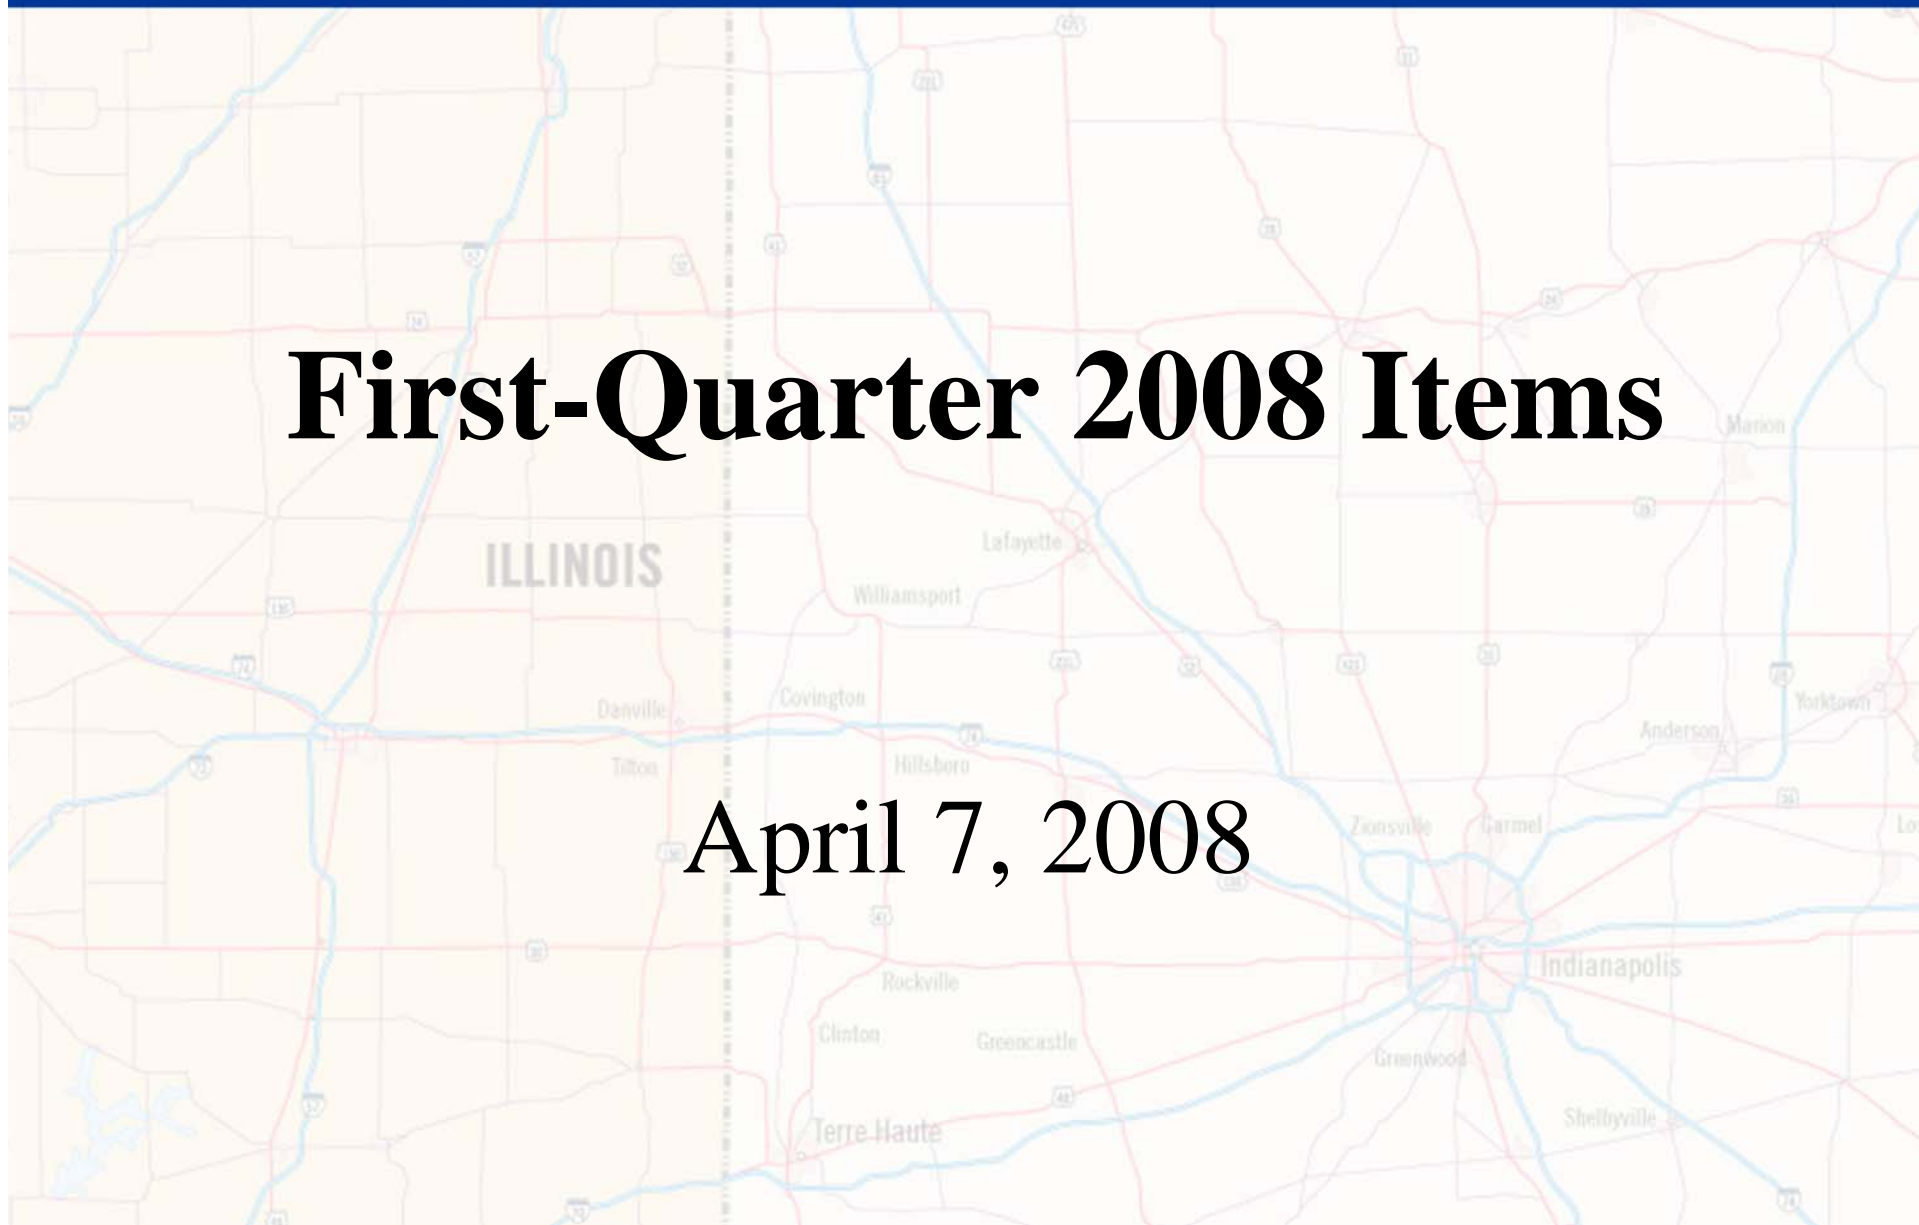 First-Quarter 2008 Items
Marion
Lafayette
ILLINOIS
Williamsport
Danville
Covington
Yorktown
Anderson
Tilton
Hillsboro
April 7, 2008
Zionsville
Carmel
Indianapolis
Rockville
Clinton
Greencastle
Greenwood
Shelbyville
Terre Haute